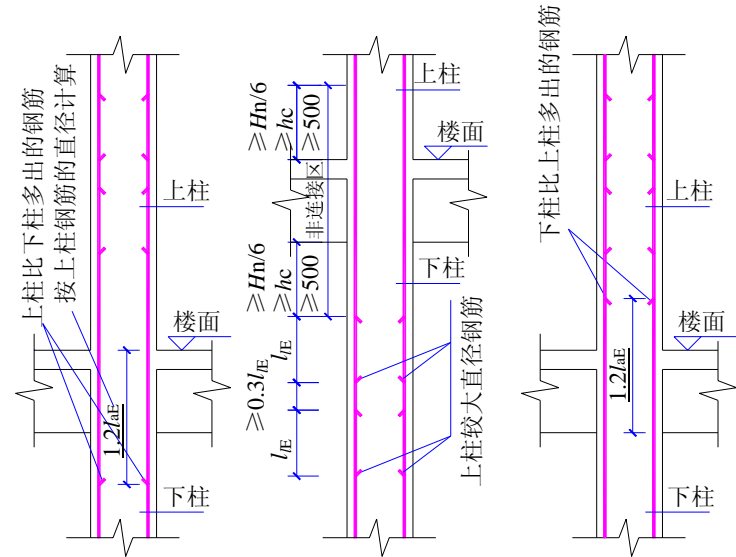 上柱比下柱多出的钢筋
按上柱钢筋的直径计算
上柱
楼面
1.2laE
下柱
≥Hn/6
≥hc
≥500
上柱
楼面
非连接区
≥Hn/6
≥hc
≥500
下柱
llE
≥0.3llE
llE
上柱较大直径钢筋
下柱比上柱多出的钢筋
上柱
楼面
1.2laE
下柱